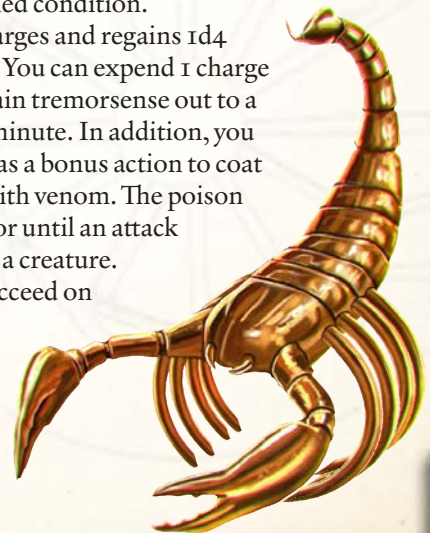 ed condition.
arges and regains 1d4
You can expend 1 charge
ain tremorsense out to a
minute. In addition, you
as a bonus action to coat
ith venom. The poison
or until an attack
a creature.
cceed on